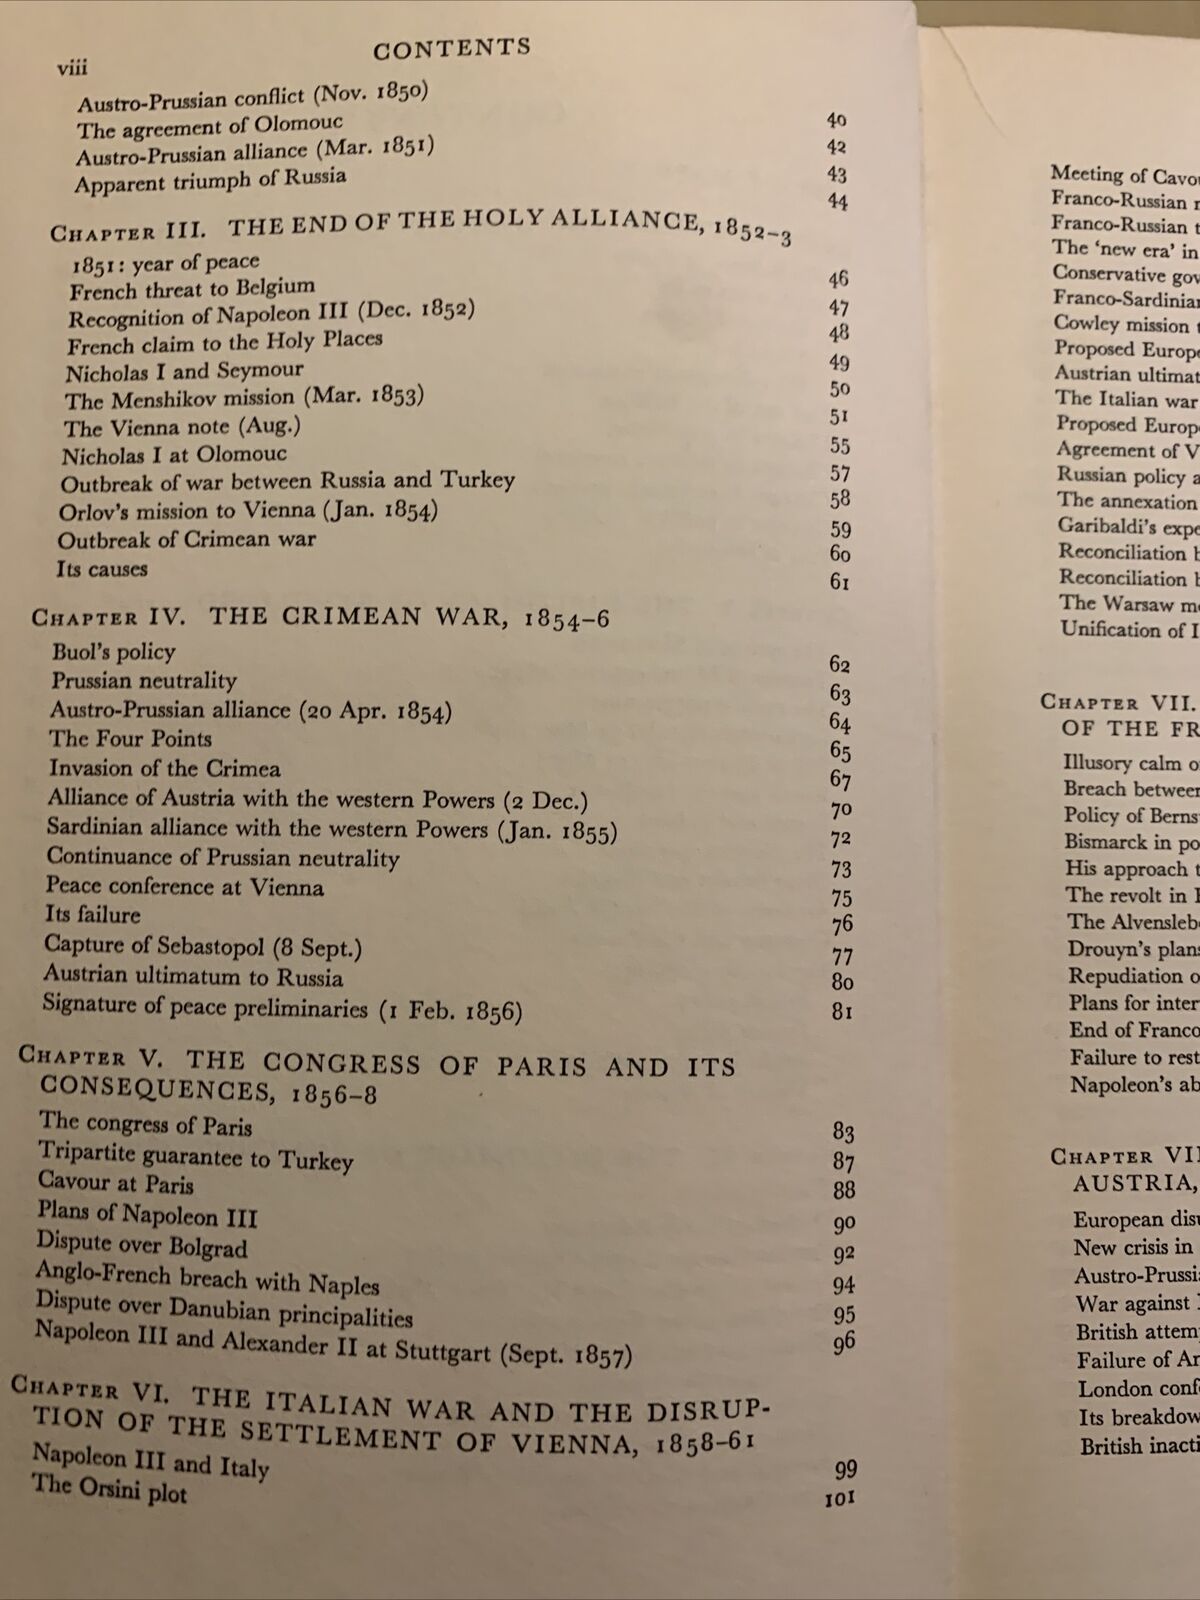 viii CONTENTS
Austro-Prussian conflict (Nov. 1850) 40
The agreement of Olomouc 42
Austro-Prussian alliance (Mar. 1851) 43
Apparent triumph of Russia 44
CHAPTER III. THE END OF THE HOLY ALLIANCE, 1852–3
1851: year of peace 46
French threat to Belgium 47
Recognition of Napoleon III (Dec. 1852) 48
French claim to the Holy Places 49
Nicholas I and Seymour 50
The Menshikov mission (Mar. 1853) 51
The Vienna note (Aug.) 55
Nicholas I at Olomouc 57
Outbreak of war between Russia and Turkey 58
Orlov's mission to Vienna (Jan. 1854) 59
Outbreak of Crimean war 60
Its causes 61
CHAPTER IV. THE CRIMEAN WAR, 1854–6
Buol's policy 62
Prussian neutrality 63
Austro-Prussian alliance (20 Apr. 1854) 64
The Four Points 65
Invasion of the Crimea 67
Alliance of Austria with the western Powers (2 Dec.) 70
Sardinian alliance with the western Powers (Jan. 1855) 72
Continuance of Prussian neutrality 73
Peace conference at Vienna 75
Its failure 76
Capture of Sebastopol (8 Sept.) 77
Austrian ultimatum to Russia 80
Signature of peace preliminaries (1 Feb. 1856) 81
CHAPTER V. THE CONGRESS OF PARIS AND ITS
CONSEQUENCES, 1856–8
The congress of Paris 83
Tripartite guarantee to Turkey 87
Cavour at Paris 88
Plans of Napoleon III 90
Dispute over Bolgrad 92
Anglo-French breach with Naples 94
Dispute over Danubian principalities 95
Napoleon III and Alexander II at Stuttgart (Sept. 1857) 96
CHAPTER VI. THE ITALIAN WAR AND THE DISRUP-
TION OF THE SETTLEMENT OF VIENNA, 1858–61
Napoleon III and Italy 99
The Orsini plot 101
Meeting of Cavou
Franco-Russian
Franco-Russian t
The 'new era' in
Conservative gov
Franco-Sardinian
Cowley mission t
Proposed Europe
Austrian ultimat
The Italian war
Proposed Europ
Agreement of V
Russian policy a
The annexation
Garibaldi's expe
Reconciliation b
Reconciliation b
The Warsaw me
Unification of I
CHAPTER VII.
OF THE FR
Illusory calm o
Breach between
Policy of Berns
Bismarck in po
His approach t
The revolt in
The Alvensleb
Drouyn's plans
Repudiation o
Plans for inter
End of Franco
Failure to rest
Napoleon's ab
CHAPTER VII
AUSTRIA,
European disu
New crisis in
Austro-Prussi
War against
British attem
Failure of Ar
London conf
Its breakdow
British inacti